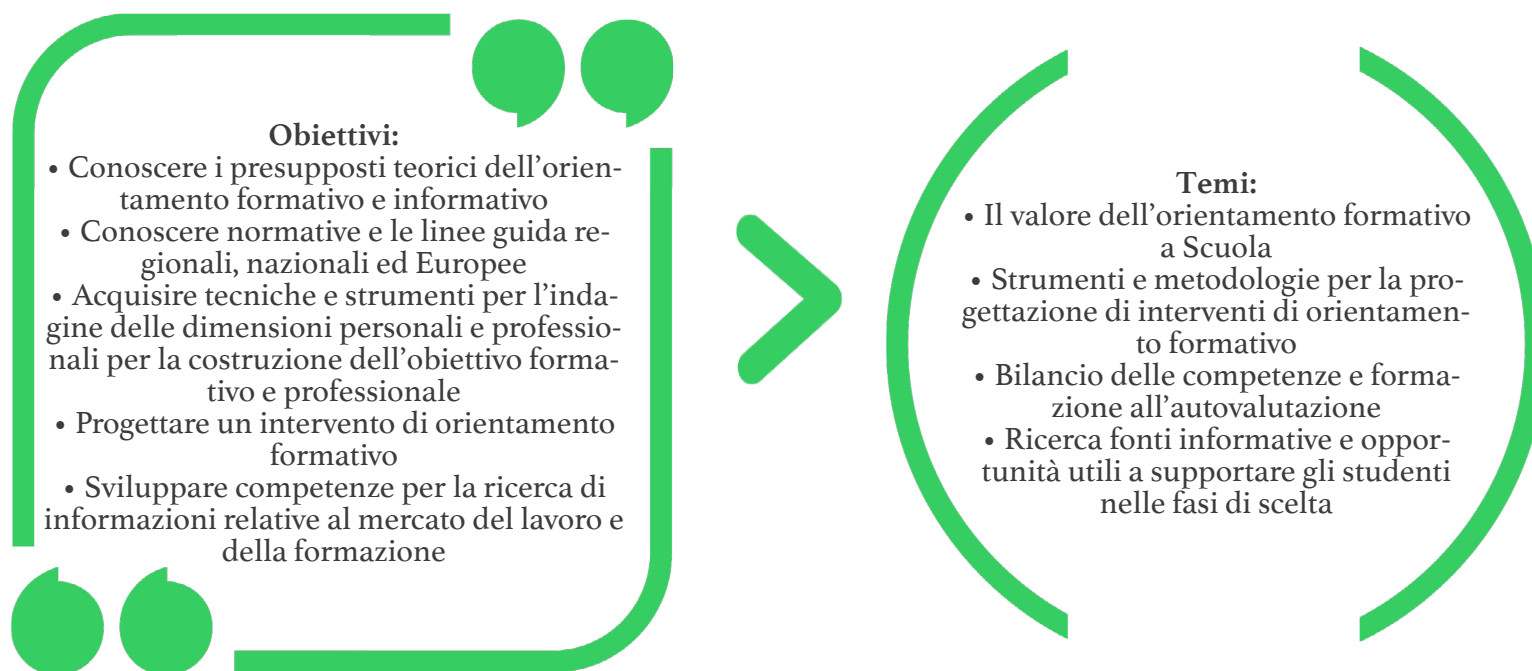 Obiettivi:
• Conoscere i presupposti teorici dell’orien-
tamento formativo e informativo
• Conoscere normative e le linee guida re-
gionali, nazionali ed Europee
• Acquisire tecniche e strumenti per l’inda-
gine delle dimensioni personali e professio-
nali per la costruzione dell’obiettivo forma-
tivo e professionale
• Progettare un intervento di orientamento
formativo
• Sviluppare competenze per la ricerca di
informazioni relative al mercato del lavoro e
della formazione
Temi:
• Il valore dell’orientamento formativo
a Scuola
• Strumenti e metodologie per la pro-
gettazione di interventi di orientamen-
to formativo
• Bilancio delle competenze e forma-
zione all’autovalutazione
• Ricerca fonti informative e oppor-
tunità utili a supportare gli studenti
nelle fasi di scelta